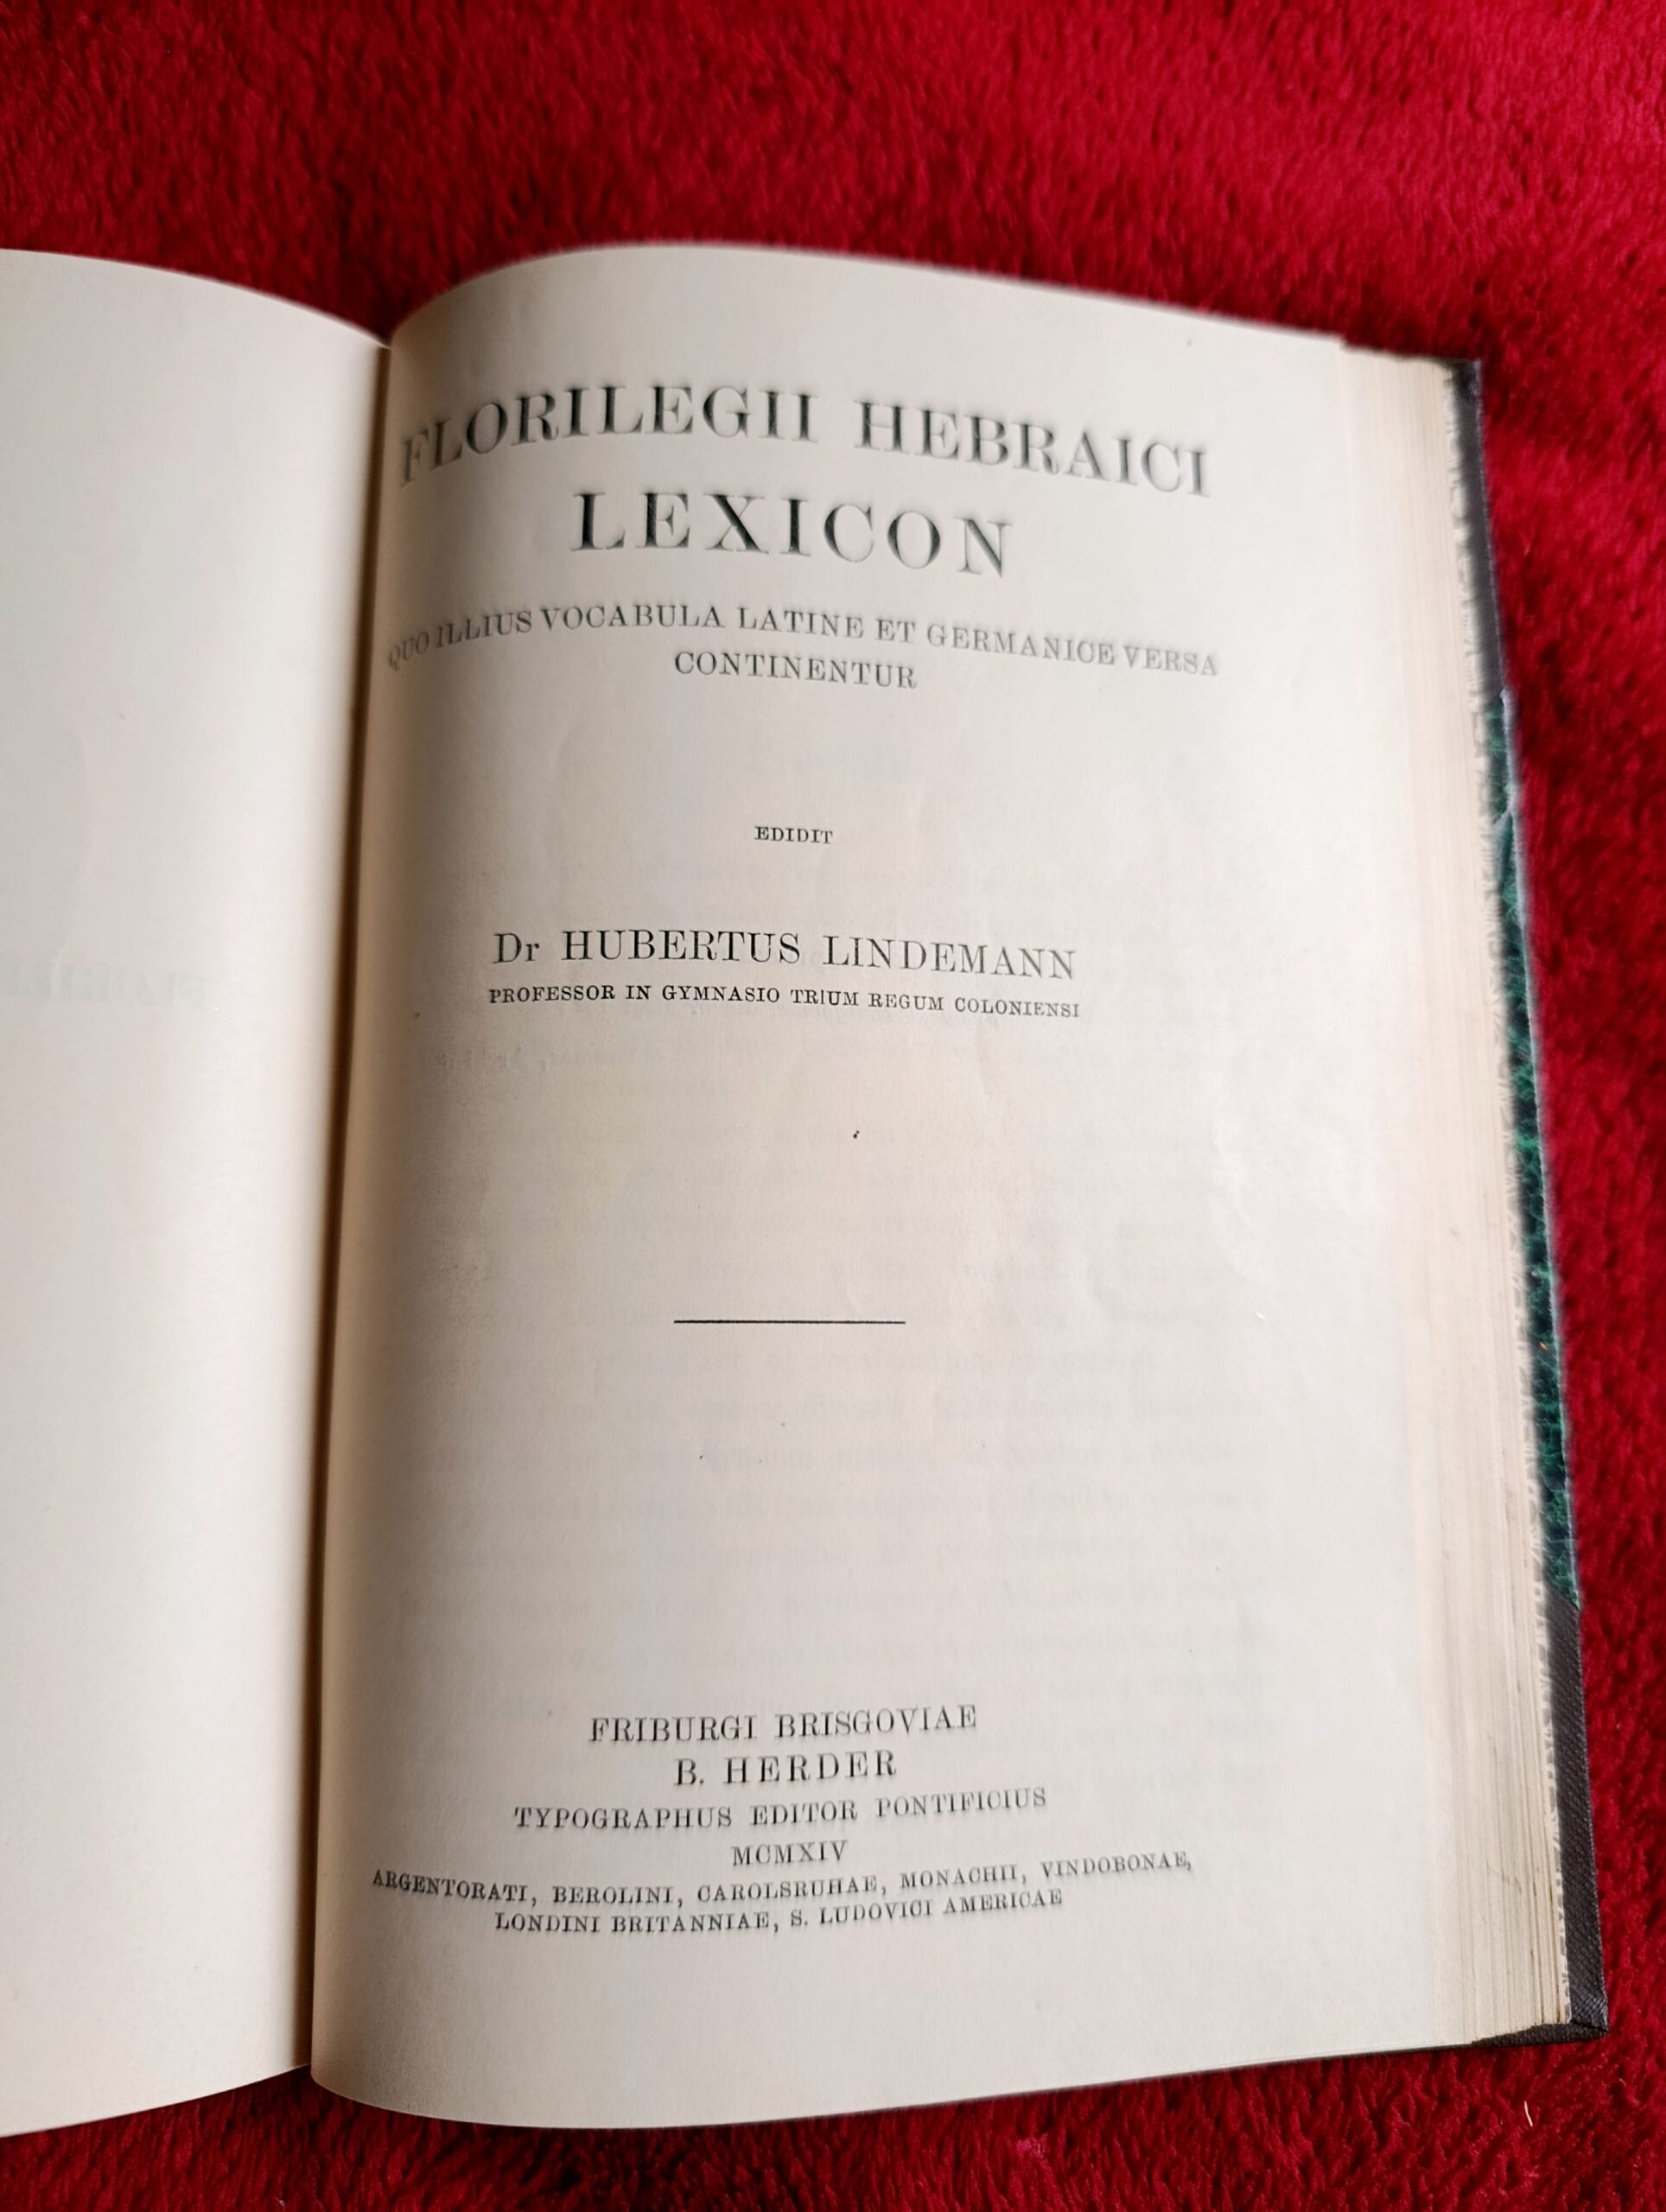 FLORILEGII HEBRAICI
LEXICON
QUO ILLIUS VOCABULA LATINE ET GERMANICE VERSA
CONTINENTUR
EDIDIT
Dr HUBERTUS LINDEMANN
PROFESSOR IN GYMNASIO TRIUM REGUM COLONIENSI
FRIBURGI BRISGOVIAE
B. HERDER
TYPOGRAPHUS EDITOR PONTIFICIUS
MCMXIV
ARGENTORATI, BEROLINI, CAROLSRUHAE, MONACHII, VINDOBONAE,
LONDINI BRITANNIAE, S. LUDOVICI AMERICAE